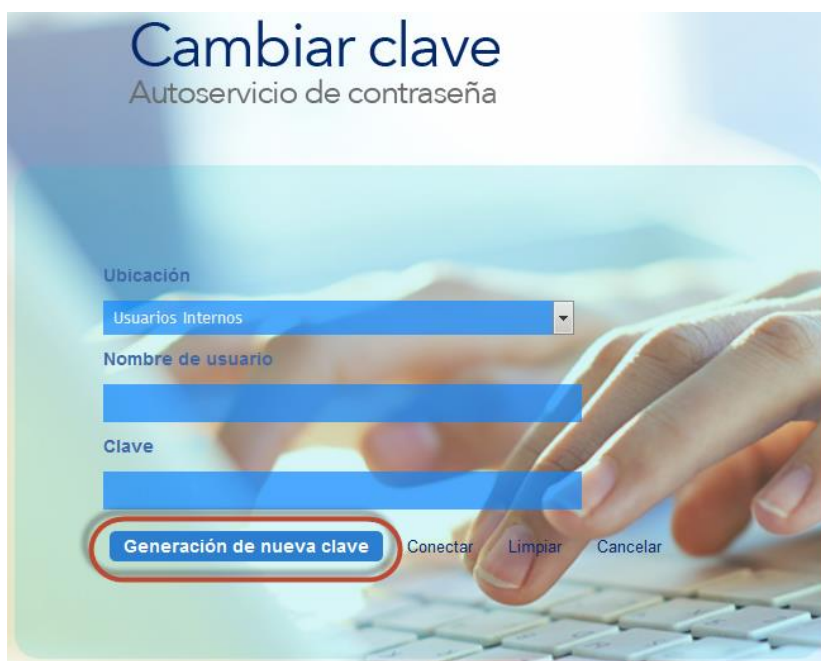 Cambiar clave
Autoservicio de contraseña
Ubicación
Usuarios Internos
Nombre de usuario
Clave
Generación de nueva clave Conectar Limpiar Cancelar